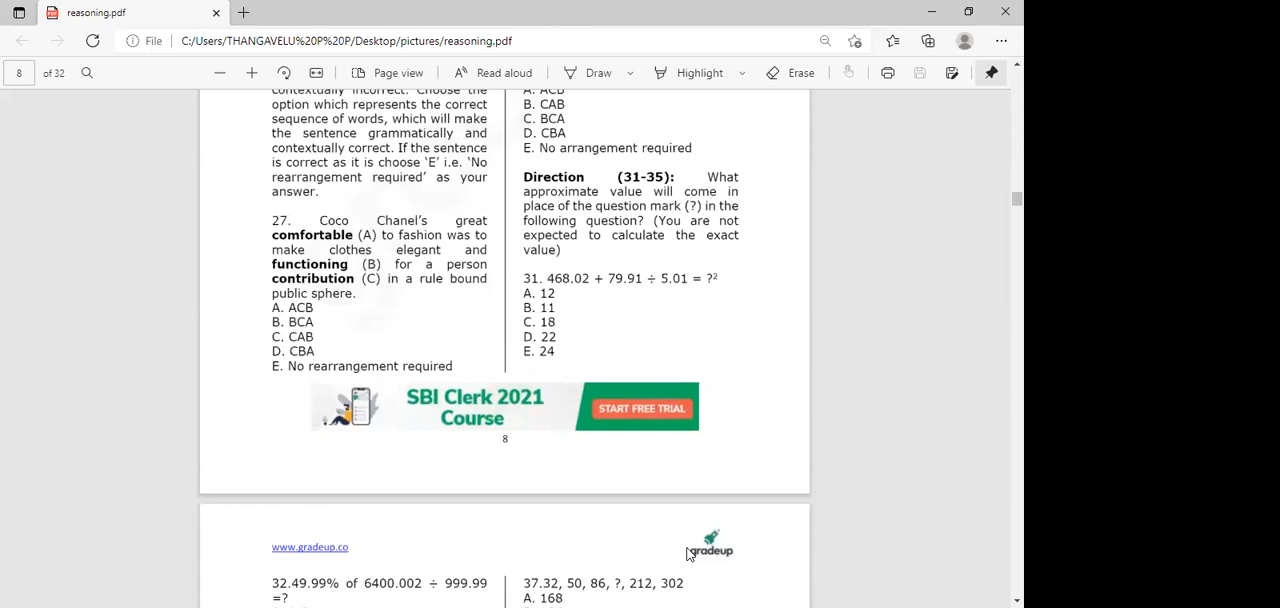 reasoning.pdf
File
C:/Users/THANGAVELU%20P%20P/Desktop/pictures/reasoning.pdf
8
of 32
Page view
Read aloud
Draw
Highlight
Erase
contextually incorrect. Choose the
option which represents the correct
sequence of words, which will make
the sentence grammatically and
contextually correct. If the sentence
is correct as it is choose ‘E’ i.e. ‘No
rearrangement required’ as your
answer.
27. Coco Chanel’s great
comfortable (A) to fashion was to
make clothes elegant and
functioning (B) for a person
contribution (C) in a rule bound
public sphere.
A. ACB
B. BCA
C. CAB
D. CBA
E. No rearrangement required
A. ACB
B. CAB
C. BCA
D. CBA
E. No arrangement required
Direction (31-35): What
approximate value will come in
place of the question mark (?) in the
following question? (You are not
expected to calculate the exact
value)
31. 468.02 + 79.91 ÷ 5.01 = ?²
A. 12
B. 11
C. 18
D. 22
E. 24
SBI Clerk 2021
Course
START FREE TRIAL
8
www.gradeup.co
gradeup
32.49.99% of 6400.002 ÷ 999.99
=?
37.32, 50, 86, ?, 212, 302
A. 168